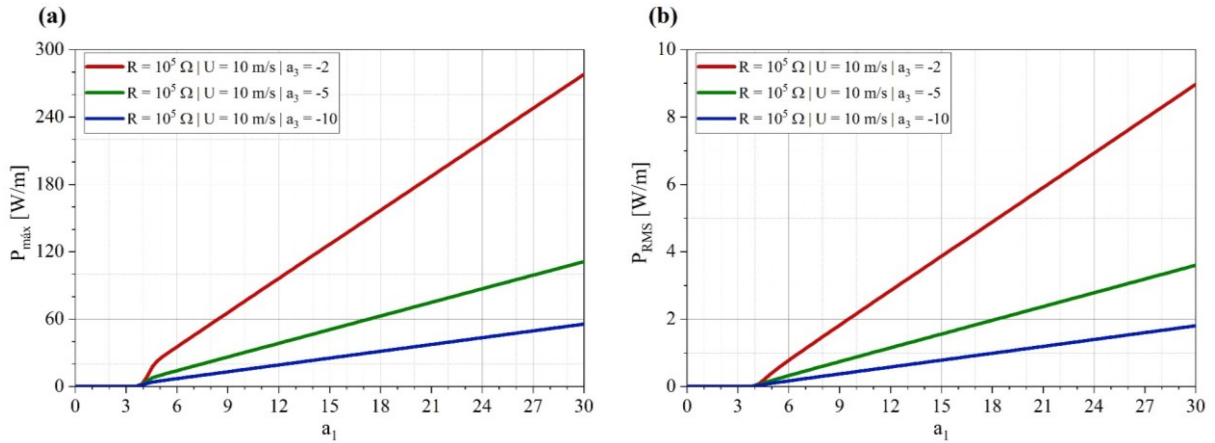 (a)
R = 10⁵ Ω | U = 10 m/s | a₃ = -2
R = 10⁵ Ω | U = 10 m/s | a₃ = -5
R = 10⁵ Ω | U = 10 m/s | a₃ = -10
P_máx [W/m]
300
240
180
120
60
0
0 3 6 9 12 15 18 21 24 27 30
a₁
(b)
R = 10⁵ Ω | U = 10 m/s | a₃ = -2
R = 10⁵ Ω | U = 10 m/s | a₃ = -5
R = 10⁵ Ω | U = 10 m/s | a₃ = -10
P_RMS [W/m]
10
8
6
4
2
0
0 3 6 9 12 15 18 21 24 27 30
a₁